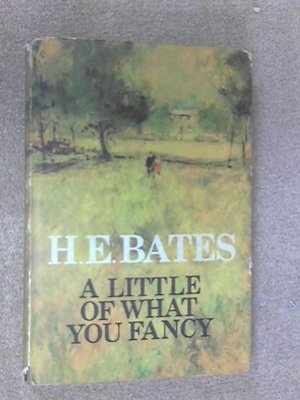 H.E.BATES
A LITTLE
OF WHAT
YOU FANCY